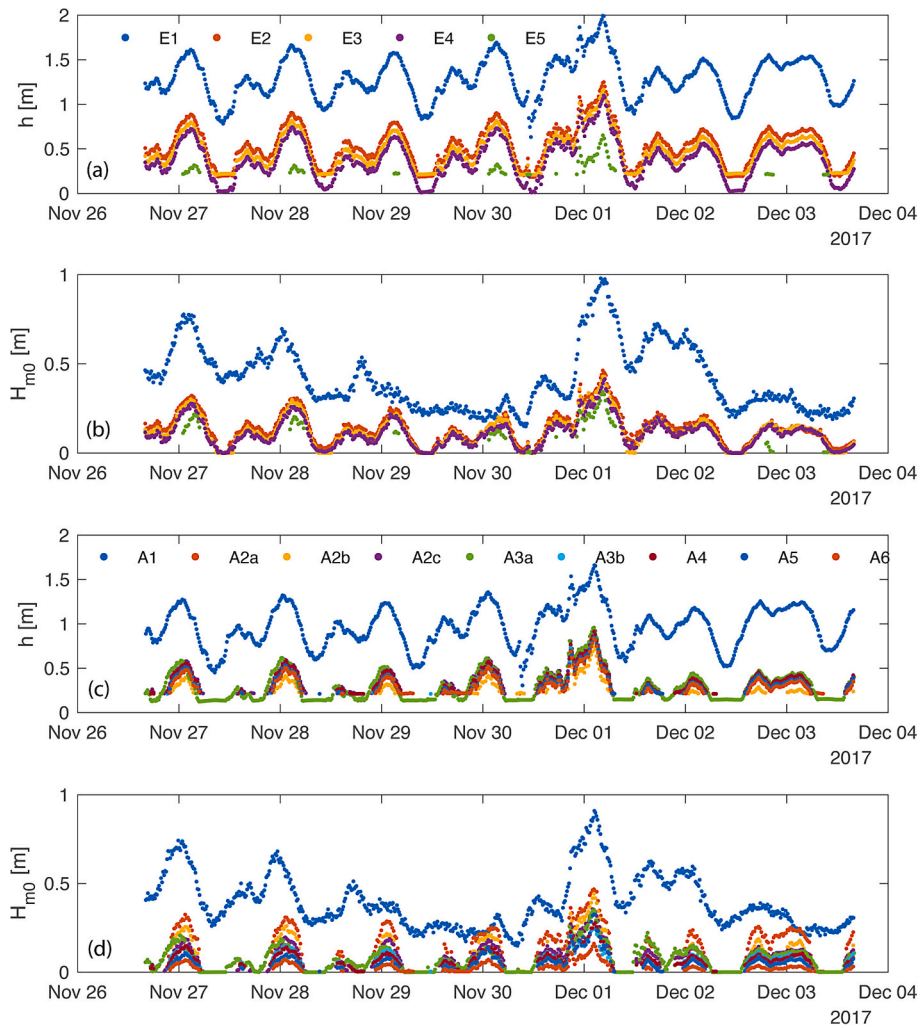 2
E1 E2 E3 E4 E5
1.5
h [m]
1
0.5
(a)
0
Nov 26 Nov 27 Nov 28 Nov 29 Nov 30 Dec 01 Dec 02 Dec 03 Dec 04
2017
1
Hm0 [m]
0.5
(b)
0
Nov 26 Nov 27 Nov 28 Nov 29 Nov 30 Dec 01 Dec 02 Dec 03 Dec 04
2017
2
A1 A2a A2b A2c A3a A3b A4 A5 A6
1.5
h [m]
1
0.5
(c)
0
Nov 26 Nov 27 Nov 28 Nov 29 Nov 30 Dec 01 Dec 02 Dec 03 Dec 04
2017
1
Hm0 [m]
0.5
(d)
0
Nov 26 Nov 27 Nov 28 Nov 29 Nov 30 Dec 01 Dec 02 Dec 03 Dec 04
2017